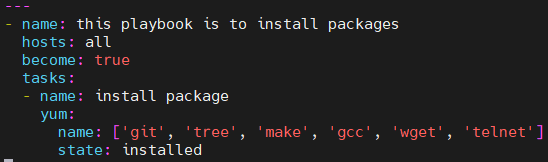 ---
- name: this playbook is to install packages
  hosts: all
  become: true
  tasks:
  - name: install package
    yum:
      name: ['git', 'tree', 'make', 'gcc', 'wget', 'telnet']
      state: installed